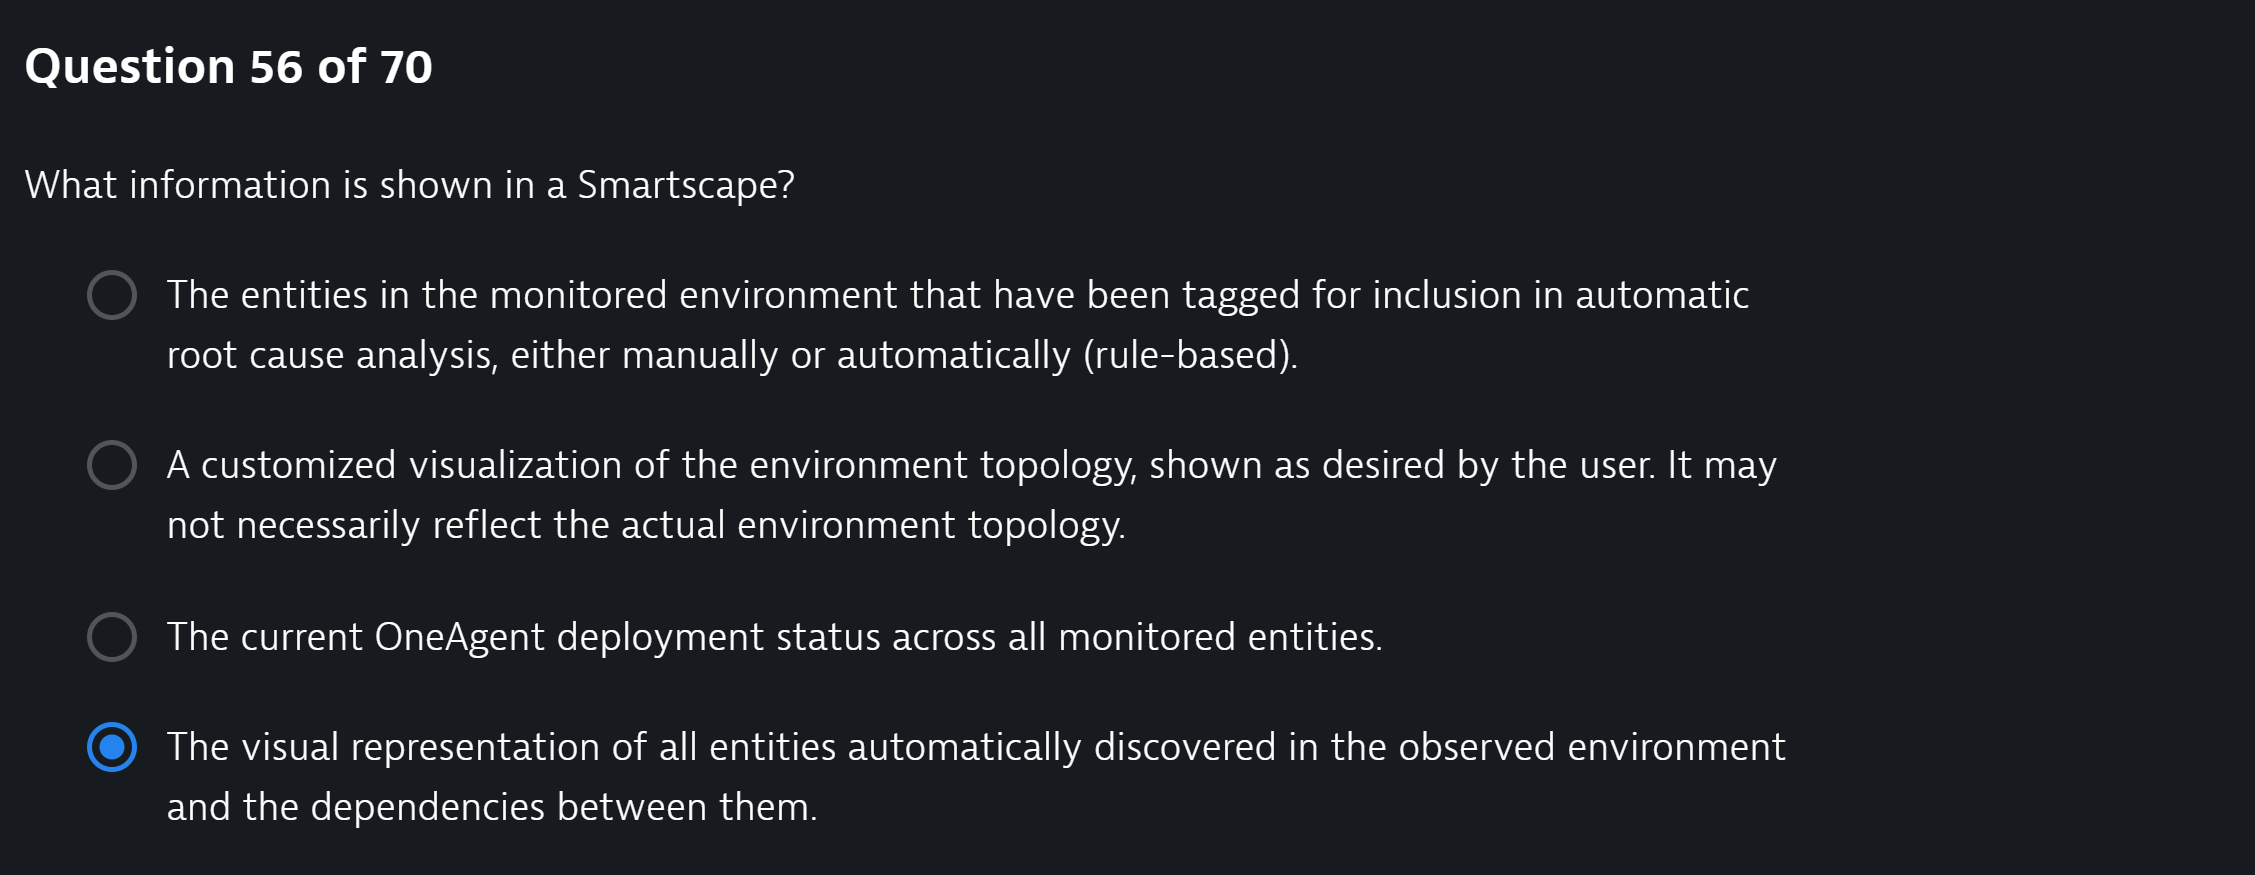 Question 56 of 70
What information is shown in a Smartscape?
The entities in the monitored environment that have been tagged for inclusion in automatic
root cause analysis, either manually or automatically (rule-based).
A customized visualization of the environment topology, shown as desired by the user. It may
not necessarily reflect the actual environment topology.
The current OneAgent deployment status across all monitored entities.
The visual representation of all entities automatically discovered in the observed environment
and the dependencies between them.